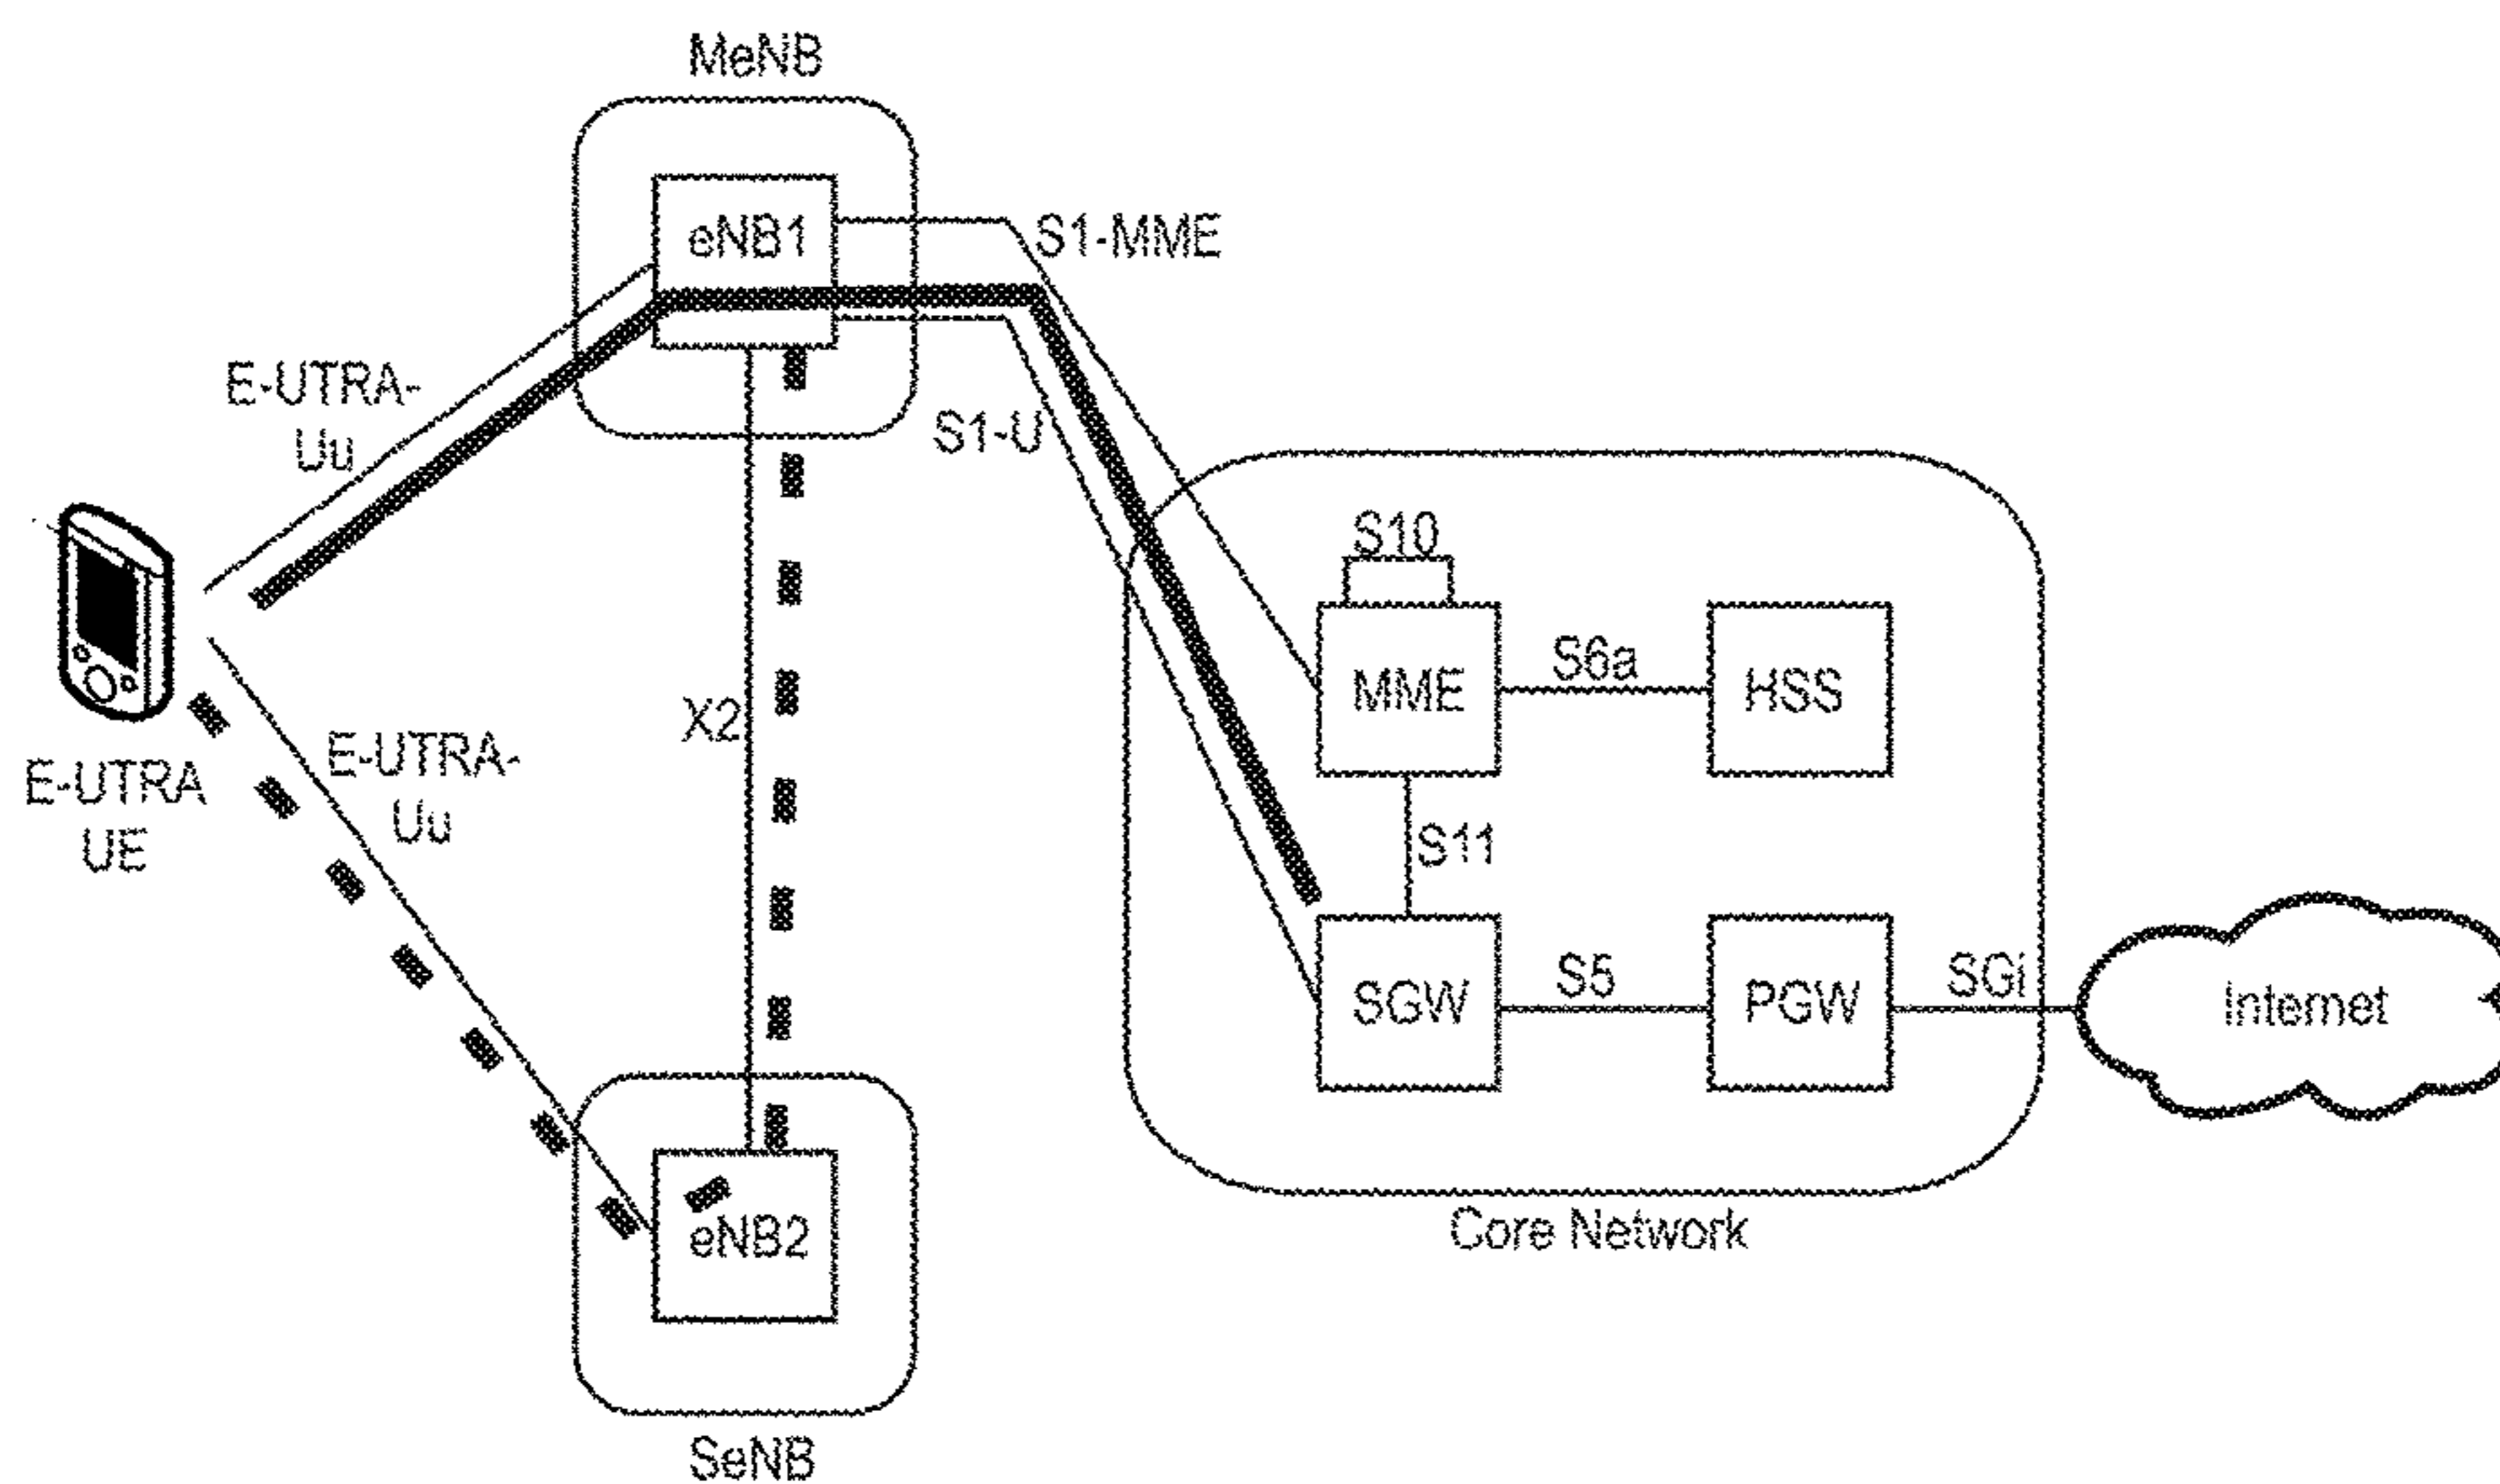 MeNB
eNB1
S1-MME
E-UTRA-
Uu
S1-U
S10
MME
S6a
HSS
X2
E-UTRA-
Uu
E-UTRA
UE
S11
SGW
S5
PGW
SGi
Internet
eNB2
Core Network
SeNB